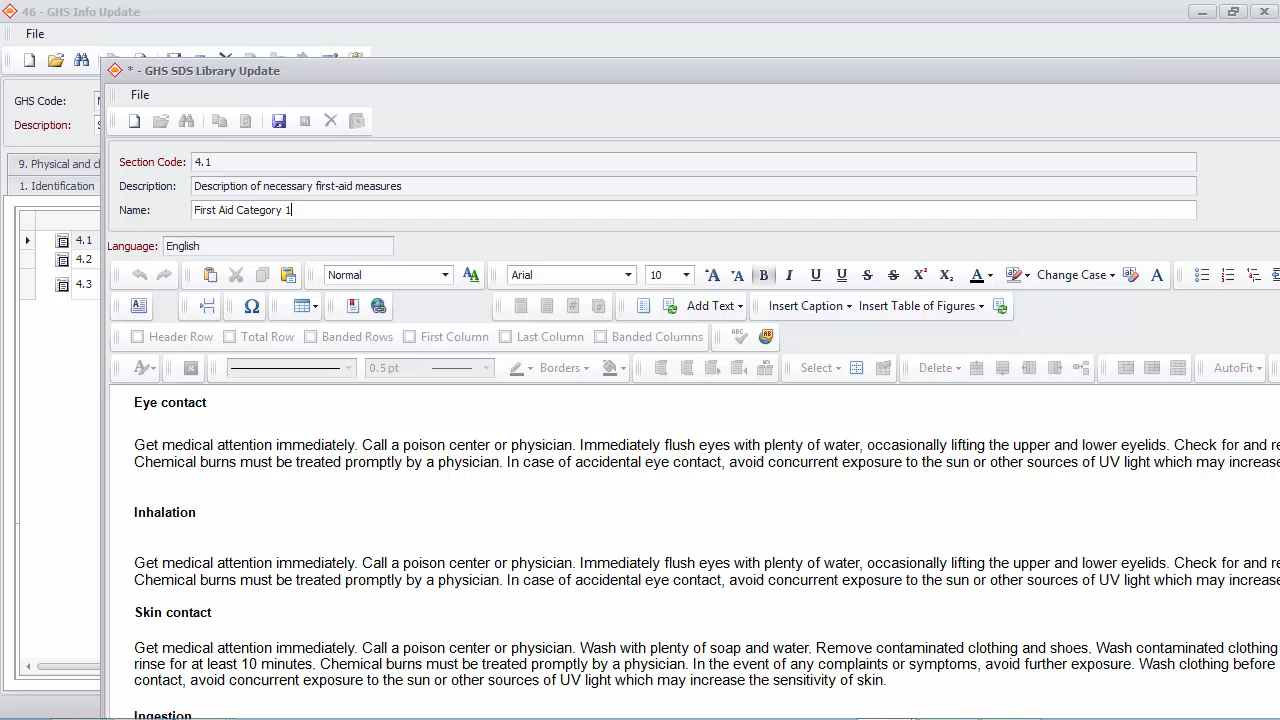 46 - GHS Info Update
File
GHS Code:
Description:
9. Physical and c
1. Identification
4.1
4.2
4.3
* - GHS SDS Library Update
File
Section Code: 4.1
Description: Description of necessary first-aid measures
Name: First Aid Category 1
Language: English
Normal Arial 10 B I U U S S X² X₂ A Change Case A
Ω Add Text Insert Caption Insert Table of Figures
Header Row Total Row Banded Rows First Column Last Column Banded Columns ABC
0.5 pt Borders Select Delete AutoFit
Eye contact
Get medical attention immediately. Call a poison center or physician. Immediately flush eyes with plenty of water, occasionally lifting the upper and lower eyelids. Check for and re
Chemical burns must be treated promptly by a physician. In case of accidental eye contact, avoid concurrent exposure to the sun or other sources of UV light which may increase
Inhalation
Get medical attention immediately. Call a poison center or physician. Immediately flush eyes with plenty of water, occasionally lifting the upper and lower eyelids. Check for and re
Chemical burns must be treated promptly by a physician. In case of accidental eye contact, avoid concurrent exposure to the sun or other sources of UV light which may increase
Skin contact
Get medical attention immediately. Call a poison center or physician. Wash with plenty of soap and water. Remove contaminated clothing and shoes. Wash contaminated clothing
rinse for at least 10 minutes. Chemical burns must be treated promptly by a physician. In the event of any complaints or symptoms, avoid further exposure. Wash clothing before
contact, avoid concurrent exposure to the sun or other sources of UV light which may increase the sensitivity of skin.
Ingestion